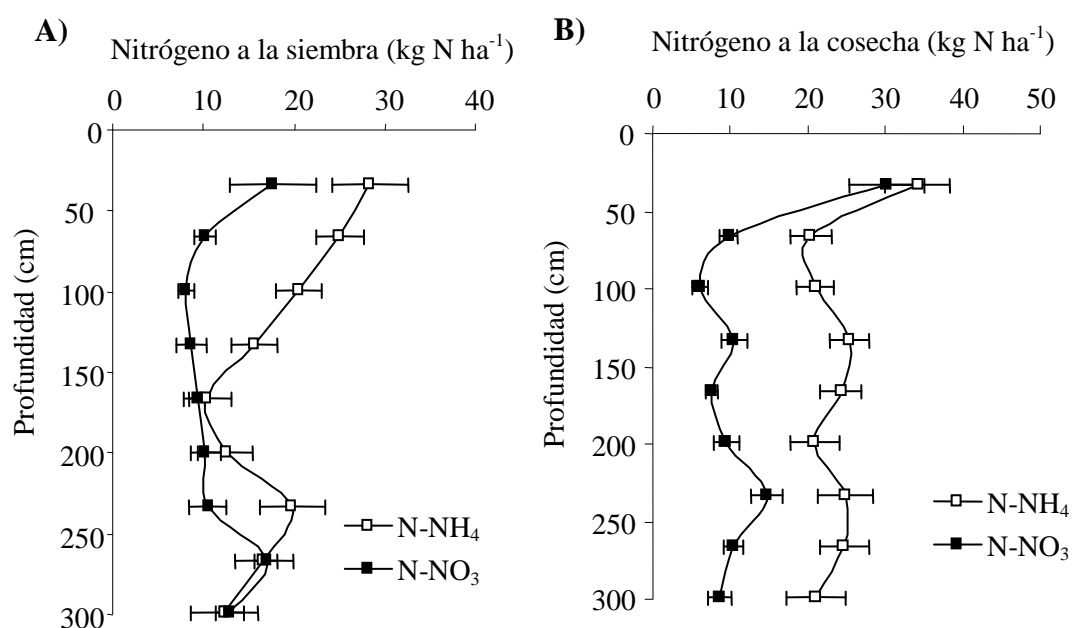 A)
Nitrógeno a la siembra (kg N ha-1)
0 10 20 30 40
Profundidad (cm)
0
50
100
150
200
250
300
N-NH4
N-NO3
B)
Nitrógeno a la cosecha (kg N ha-1)
0 10 20 30 40 50
Profundidad (cm)
0
50
100
150
200
250
300
N-NH4
N-NO3